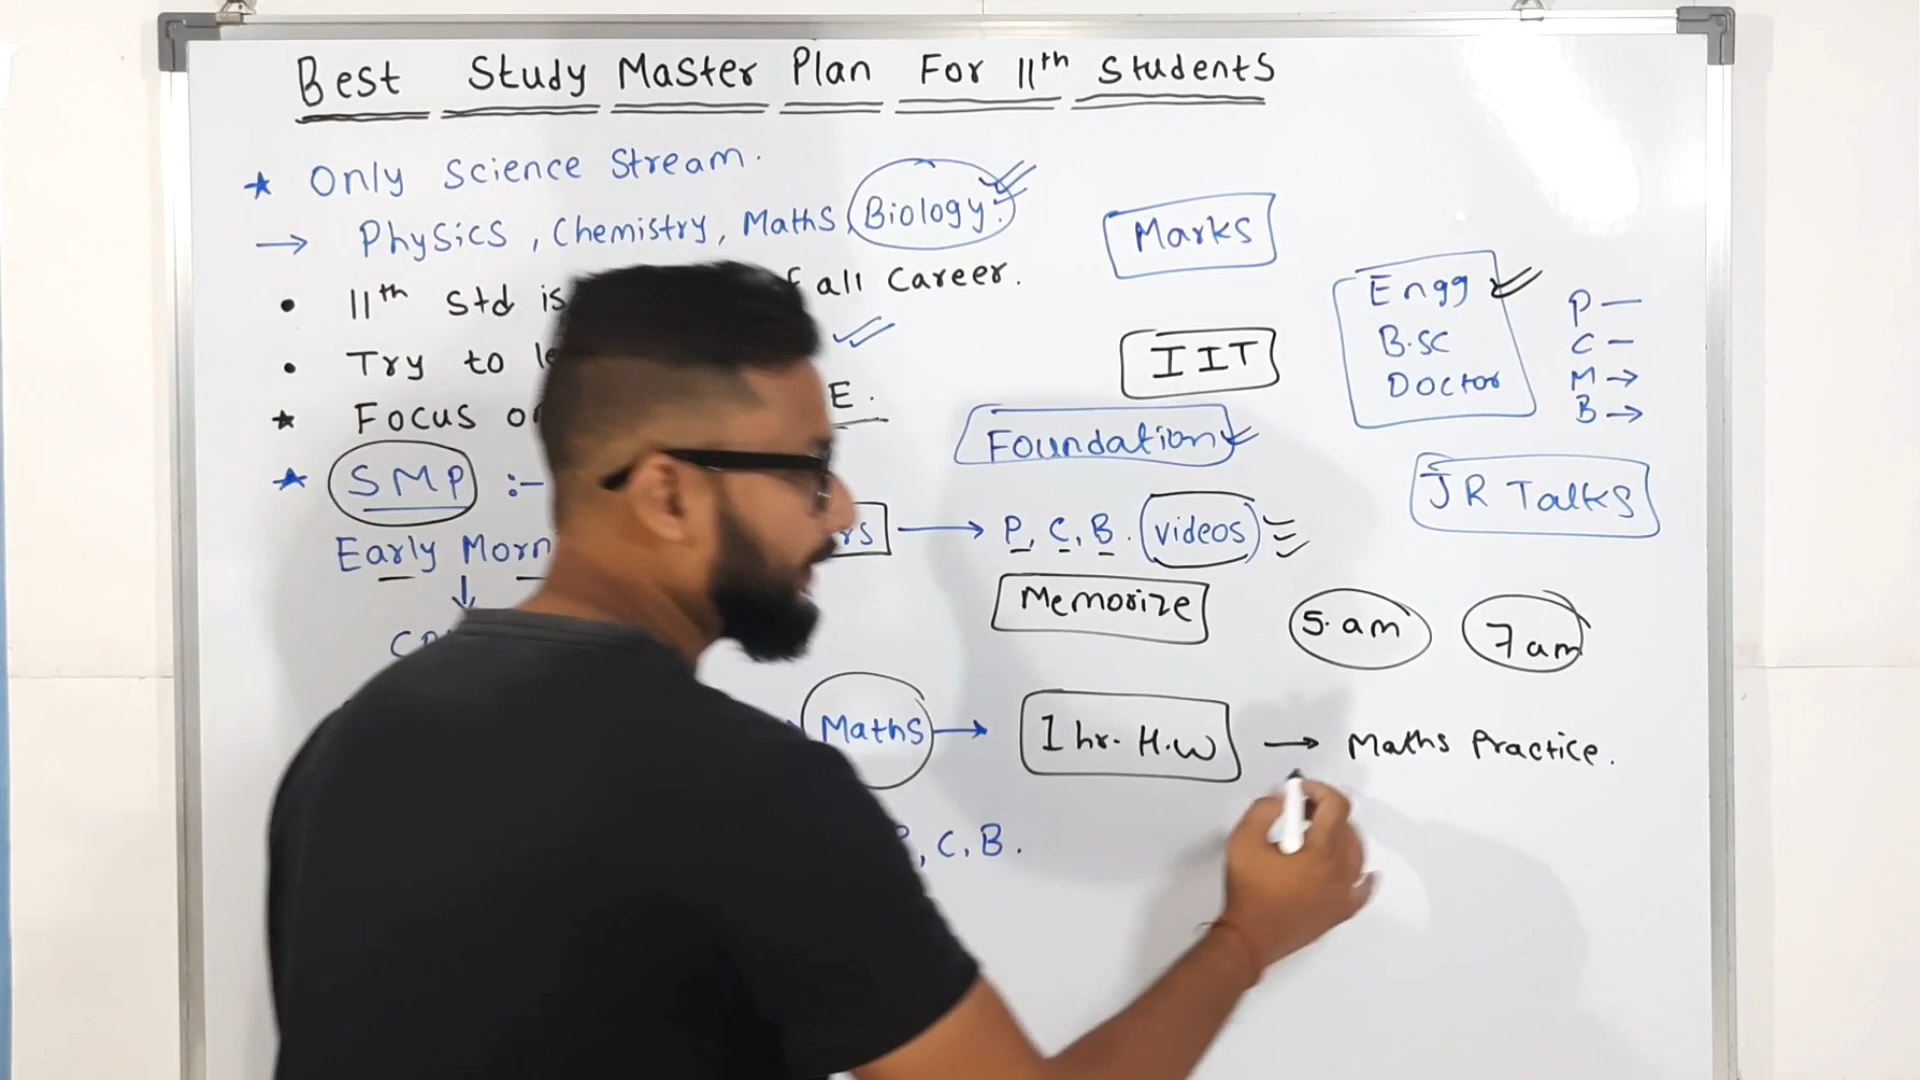 Best Study Master Plan For 11th Students
★ Only Science Stream.
→ Physics, Chemistry, Maths, Biology.
Marks
• 11th Std is all Career.
Engg
B.sc
Doctor
P —
C –
M →
B →
• Try to
IIT
★ Focus
E.
Foundation
★ SMP :-
JR Talks
Early
→ P, C, B. videos
Memorize
5 am
7 am
Maths → 1 hr. H.W → Maths Practice.
, C, B.